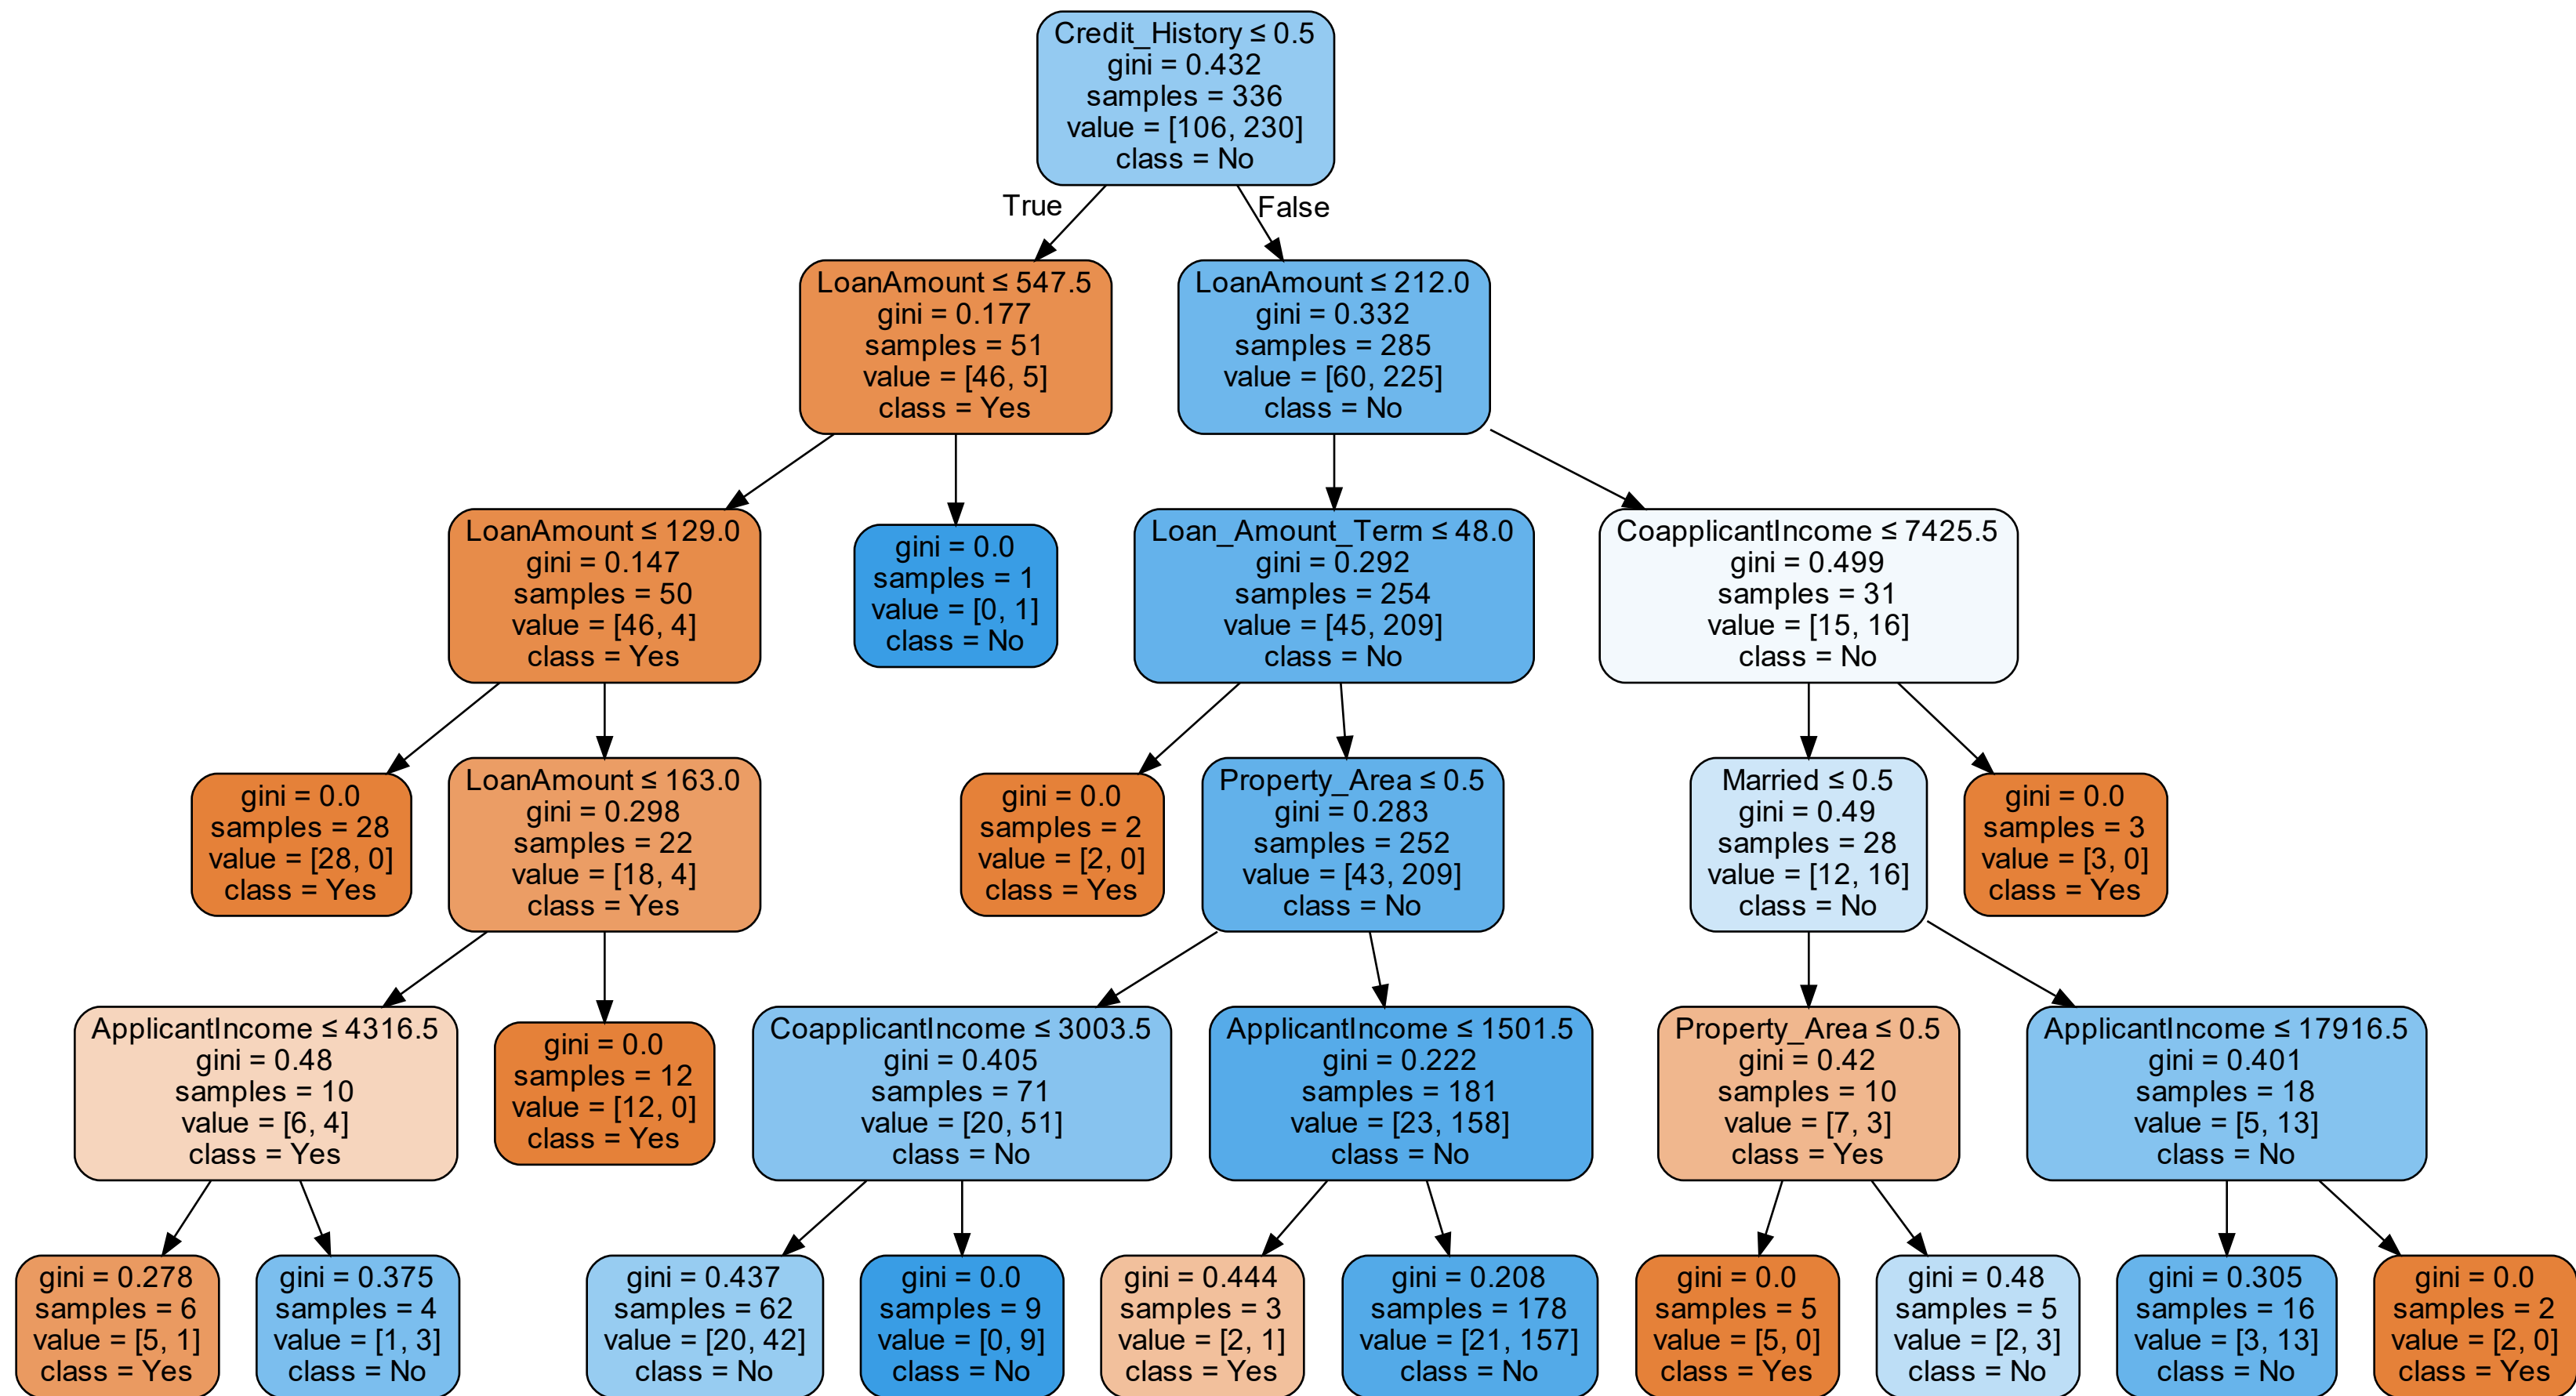 Credit_History ≤ 0.5
gini = 0.432
samples = 336
value = [106, 230]
class = No
True
False
LoanAmount ≤ 547.5
gini = 0.177
samples = 51
value = [46, 5]
class = Yes
LoanAmount ≤ 212.0
gini = 0.332
samples = 285
value = [60, 225]
class = No
LoanAmount ≤ 129.0
gini = 0.147
samples = 50
value = [46, 4]
class = Yes
gini = 0.0
samples = 1
value = [0, 1]
class = No
Loan_Amount_Term ≤ 48.0
gini = 0.292
samples = 254
value = [45, 209]
class = No
CoapplicantIncome ≤ 7425.5
gini = 0.499
samples = 31
value = [15, 16]
class = No
gini = 0.0
samples = 28
value = [28, 0]
class = Yes
LoanAmount ≤ 163.0
gini = 0.298
samples = 22
value = [18, 4]
class = Yes
gini = 0.0
samples = 2
value = [2, 0]
class = Yes
Property_Area ≤ 0.5
gini = 0.283
samples = 252
value = [43, 209]
class = No
Married ≤ 0.5
gini = 0.49
samples = 28
value = [12, 16]
class = No
gini = 0.0
samples = 3
value = [3, 0]
class = Yes
ApplicantIncome ≤ 4316.5
gini = 0.48
samples = 10
value = [6, 4]
class = Yes
gini = 0.0
samples = 12
value = [12, 0]
class = Yes
CoapplicantIncome ≤ 3003.5
gini = 0.405
samples = 71
value = [20, 51]
class = No
ApplicantIncome ≤ 1501.5
gini = 0.222
samples = 181
value = [23, 158]
class = No
Property_Area ≤ 0.5
gini = 0.42
samples = 10
value = [7, 3]
class = Yes
ApplicantIncome ≤ 17916.5
gini = 0.401
samples = 18
value = [5, 13]
class = No
gini = 0.278
samples = 6
value = [5, 1]
class = Yes
gini = 0.375
samples = 4
value = [1, 3]
class = No
gini = 0.437
samples = 62
value = [20, 42]
class = No
gini = 0.0
samples = 9
value = [0, 9]
class = No
gini = 0.444
samples = 3
value = [2, 1]
class = Yes
gini = 0.208
samples = 178
value = [21, 157]
class = No
gini = 0.0
samples = 5
value = [5, 0]
class = Yes
gini = 0.48
samples = 5
value = [2, 3]
class = No
gini = 0.305
samples = 16
value = [3, 13]
class = No
gini = 0.0
samples = 2
value = [2, 0]
class = Yes